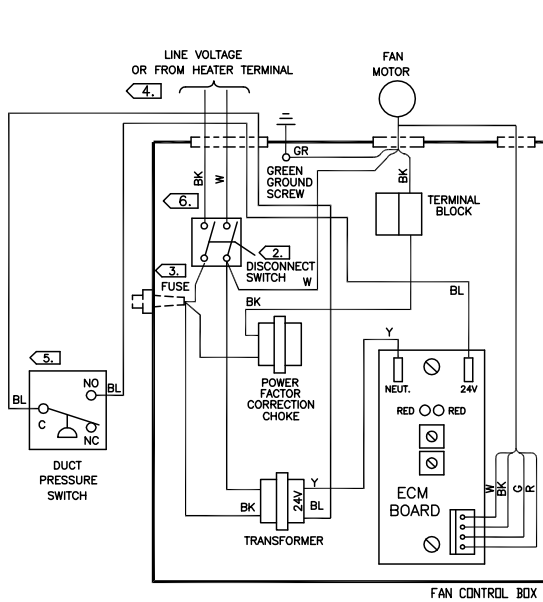 LINE VOLTAGE
OR FROM HEATER TERMINAL
FAN
MOTOR
4.
GR
GREEN
GROUND
SCREW
BK
W
BK
6.
TERMINAL
BLOCK
2.
DISCONNECT
SWITCH
3.
FUSE
W
BL
BK
Y
5.
NO
BL
BL
C
NC
DUCT
PRESSURE
SWITCH
POWER
FACTOR
CORRECTION
CHOKE
NEUT.
24V
RED
RED
W
BK
G
R
Y
24V
BL
BK
ECM
BOARD
TRANSFORMER
FAN CONTROL BOX